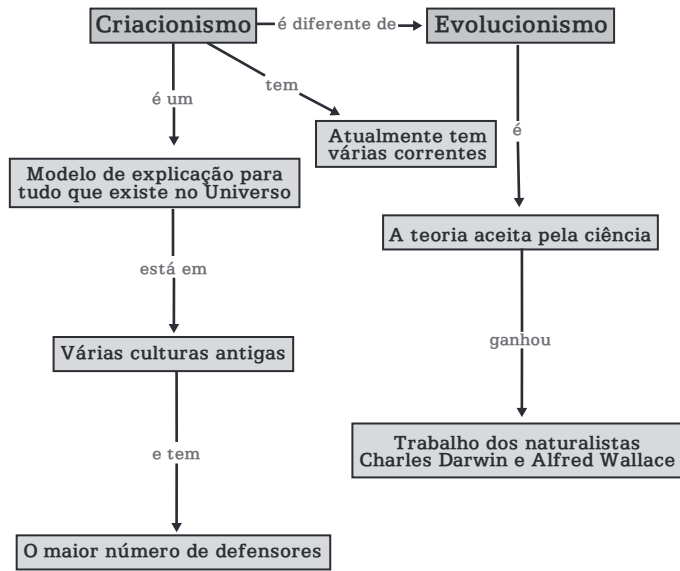 Criacionismo
é diferente de
Evolucionismo
é um
tem
é
Atualmente tem
várias correntes
Modelo de explicação para
tudo que existe no Universo
A teoria aceita pela ciência
está em
ganhou
Várias culturas antigas
e tem
Trabalho dos naturalistas
Charles Darwin e Alfred Wallace
O maior número de defensores